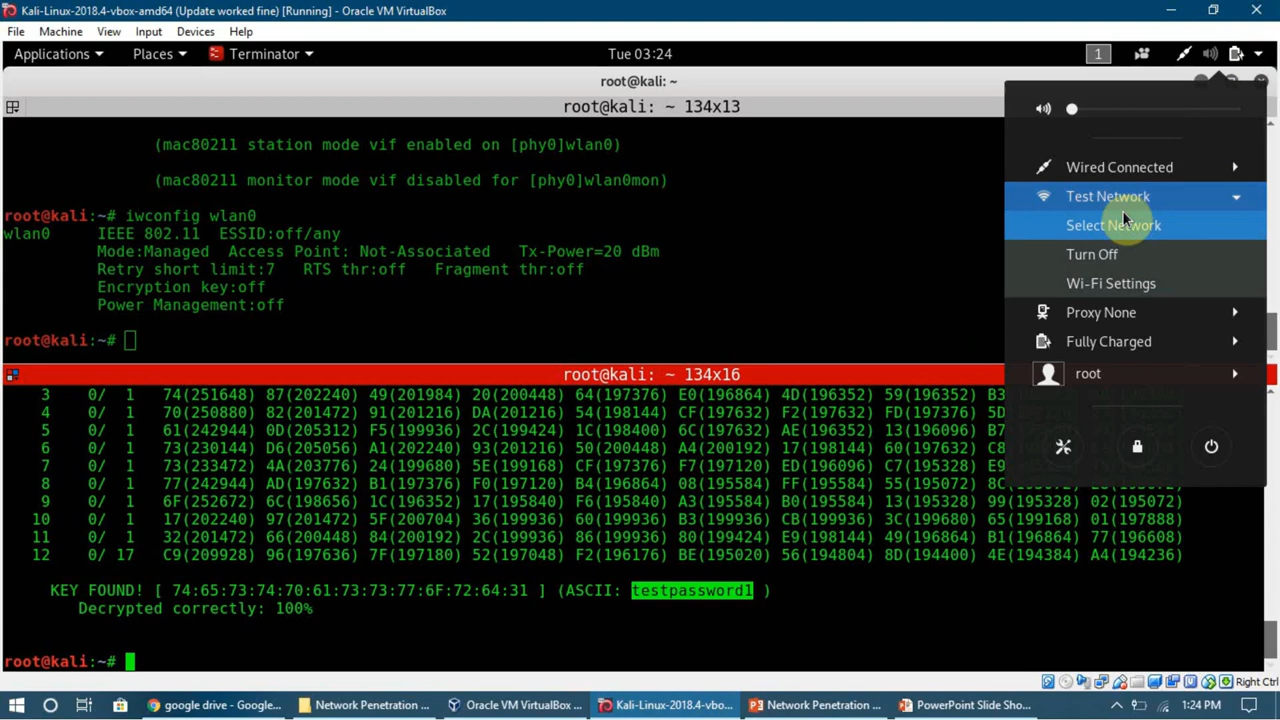 Kali-Linux-2018.4-vbox-amd64 (Update worked fine) [Running] - Oracle VM VirtualBox
File Machine View Input Devices Help
Applications Places Terminator Tue 03:24 1
root@kali: ~
root@kali: ~ 134x13
(mac80211 station mode vif enabled on [phy0]wlan0)
(mac80211 monitor mode vif disabled for [phy0]wlan0mon)
root@kali:~# iwconfig wlan0
wlan0 IEEE 802.11 ESSID:off/any
Mode:Managed Access Point: Not-Associated Tx-Power=20 dBm
Retry short limit:7 RTS thr:off Fragment thr:off
Encryption key:off
Power Management:off
root@kali:~#
Wired Connected
Test Network
Select Network
Turn Off
Wi-Fi Settings
Proxy None
Fully Charged
root
root@kali: ~ 134x16
3 0/ 1 74(251648) 87(202240) 49(201984) 20(200448) 64(197376) E0(196864) 4D(196352) 59(196352) B3
4 0/ 1 70(250880) 82(201472) 91(201216) DA(201216) 54(198144) CF(197632) F2(197632) FD(197376) 5D
5 0/ 1 61(242944) 0D(205312) F5(199936) 2C(199424) 1C(198400) 6C(197632) 13(196096) 96(196096) B7
6 0/ 1 73(230144) D6(205056) A1(202240) 93(201216) 50(200448) A4(200192) 17(198144) 60(197632) 3C
7 0/ 1 73(233472) 4A(203776) 24(199680) 5E(199168) F7(197120) ED(196096) C6(195328) E9
8 0/ 1 77(242944) AD(197632) B1(197376) F0(197120) B4(196864) 08(195584) FF(195584) 55(195072) 8C
9 0/ 1 6F(252672) 6C(198656) 1C(196352) 17(195840) F6(195840) A3(195584) B0(195584) 13(195328) 99(195328) 02(195072)
10 0/ 1 17(202240) 97(201472) 5F(200704) 36(199936) 60(199936) B3(199936) CB(199936) 3C(199680) 65(199168) 01(197888)
11 0/ 1 32(201472) 66(200448) 84(200192) 2C(199936) 86(199936) 80(199424) E9(198144) 49(196864) B1(196864) 77(196608)
12 0/ 17 C9(209928) 96(197636) 7F(197180) 52(197048) F2(196176) BE(195020) 56(194804) 8D(194400) 4E(194384) A4(194236)
KEY FOUND! [ 74:65:73:74:70:61:73:73:77:6F:72:64:31 ] (ASCII: testpassword1 )
Decrypted correctly: 100%
root@kali:~#
Right Ctrl
google drive - Google... Network Penetration ... Oracle VM VirtualBox ... Kali-Linux-2018.4-vbo... Network Penetration ... PowerPoint Slide Sho... 1:24 PM